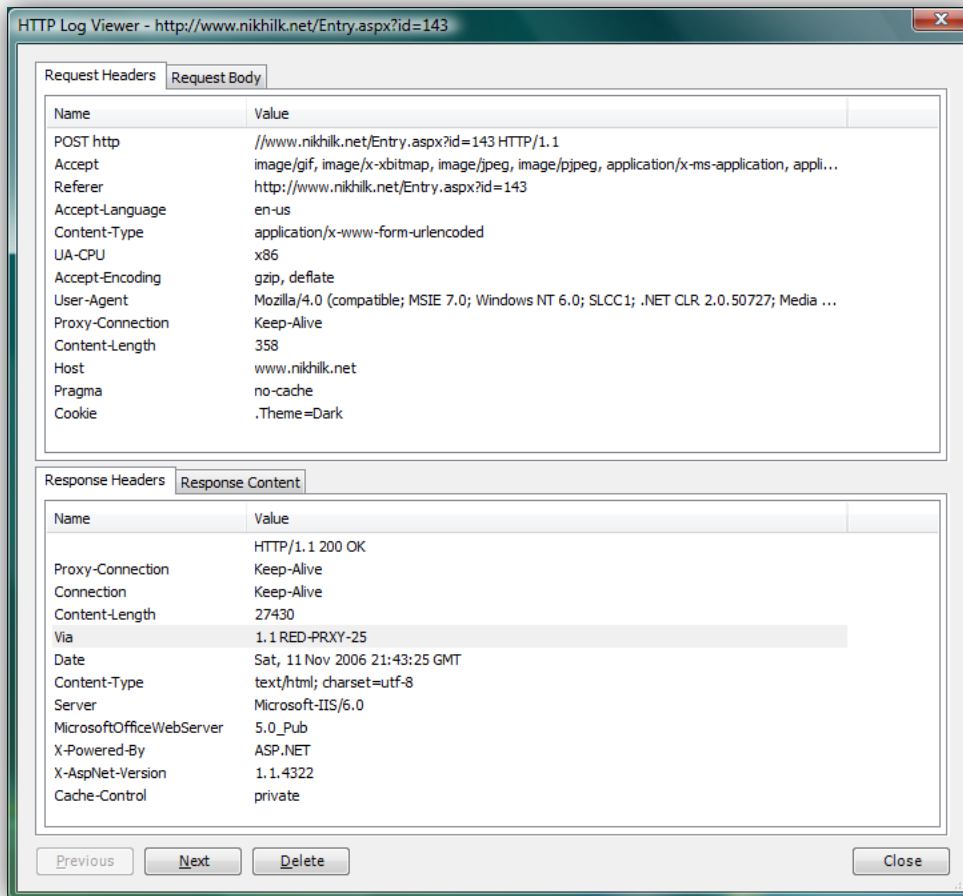 HTTP Log Viewer - http://www.nikhilk.net/Entry.aspx?id=143
Request Headers Request Body
Name Value
POST http //www.nikhilk.net/Entry.aspx?id=143 HTTP/1.1
Accept image/gif, image/x-xbitmap, image/jpeg, image/pjpeg, application/x-ms-application, appli...
Referer http://www.nikhilk.net/Entry.aspx?id=143
Accept-Language en-us
Content-Type application/x-www-form-urlencoded
UA-CPU x86
Accept-Encoding gzip, deflate
User-Agent Mozilla/4.0 (compatible; MSIE 7.0; Windows NT 6.0; SLCC1; .NET CLR 2.0.50727; Media ...
Proxy-Connection Keep-Alive
Content-Length 358
Host www.nikhilk.net
Pragma no-cache
Cookie .Theme=Dark
Response Headers Response Content
Name Value
HTTP/1.1 200 OK
Proxy-Connection Keep-Alive
Connection Keep-Alive
Content-Length 27430
Via 1.1 RED-PRXY-25
Date Sat, 11 Nov 2006 21:43:25 GMT
Content-Type text/html; charset=utf-8
Server Microsoft-IIS/6.0
MicrosoftOfficeWebServer 5.0_Pub
X-Powered-By ASP.NET
X-AspNet-Version 1.1.4322
Cache-Control private
Previous Next Delete Close